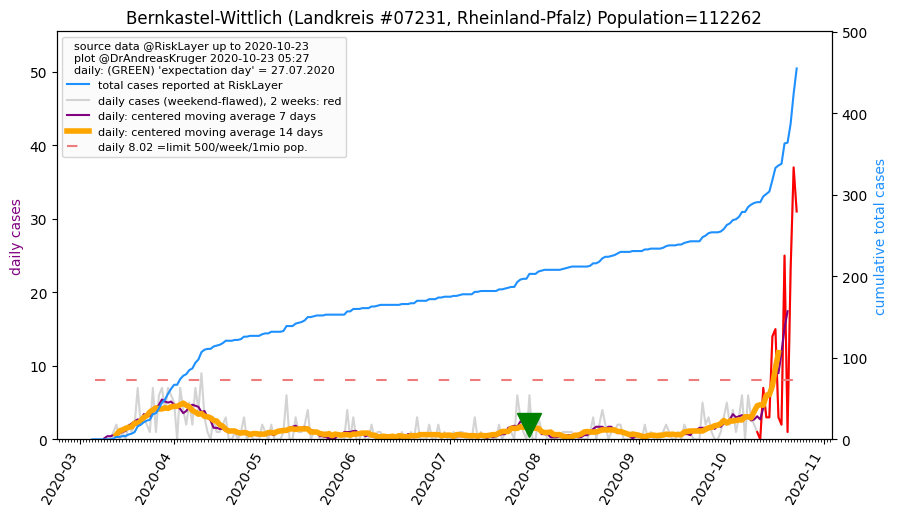 Bernkastel-Wittlich (Landkreis #07231, Rheinland-Pfalz) Population=112262
source data @RiskLayer up to 2020-10-23
plot @DrAndreasKruger 2020-10-23 05:27
daily: (GREEN) 'expectation day' = 27.07.2020
total cases reported at RiskLayer
daily cases (weekend-flawed), 2 weeks: red
daily: centered moving average 7 days
daily: centered moving average 14 days
daily 8.02 =limit 500/week/1mio pop.
daily cases
50
40
30
20
10
0
cumulative total cases
500
400
300
200
100
0
2020-03
2020-04
2020-05
2020-06
2020-07
2020-08
2020-09
2020-10
2020-11